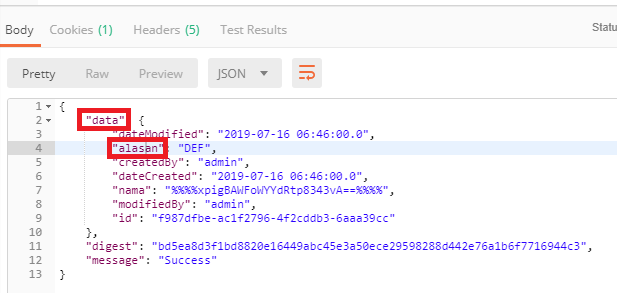 Body Cookies (1) Headers (5) Test Results Statu
Pretty Raw Preview JSON
1 {
2 "data": {
3 "dateModified": "2019-07-16 06:46:00.0",
4 "alasan": "DEF",
5 "createdBy": "admin",
6 "dateCreated": "2019-07-16 06:46:00.0",
7 "nama": "%%%%xpigBAWFoWYYdRtp8343vA==%%%%",
8 "modifiedBy": "admin",
9 "id": "f987dfbe-ac1f2796-4f2cddb3-6aaa39cc"
10 },
11 "digest": "bd5ea8d3f1bd8820e16449abc45e3a50ece29598288d442e76a1b6f7716944c3",
12 "message": "Success"
13 }